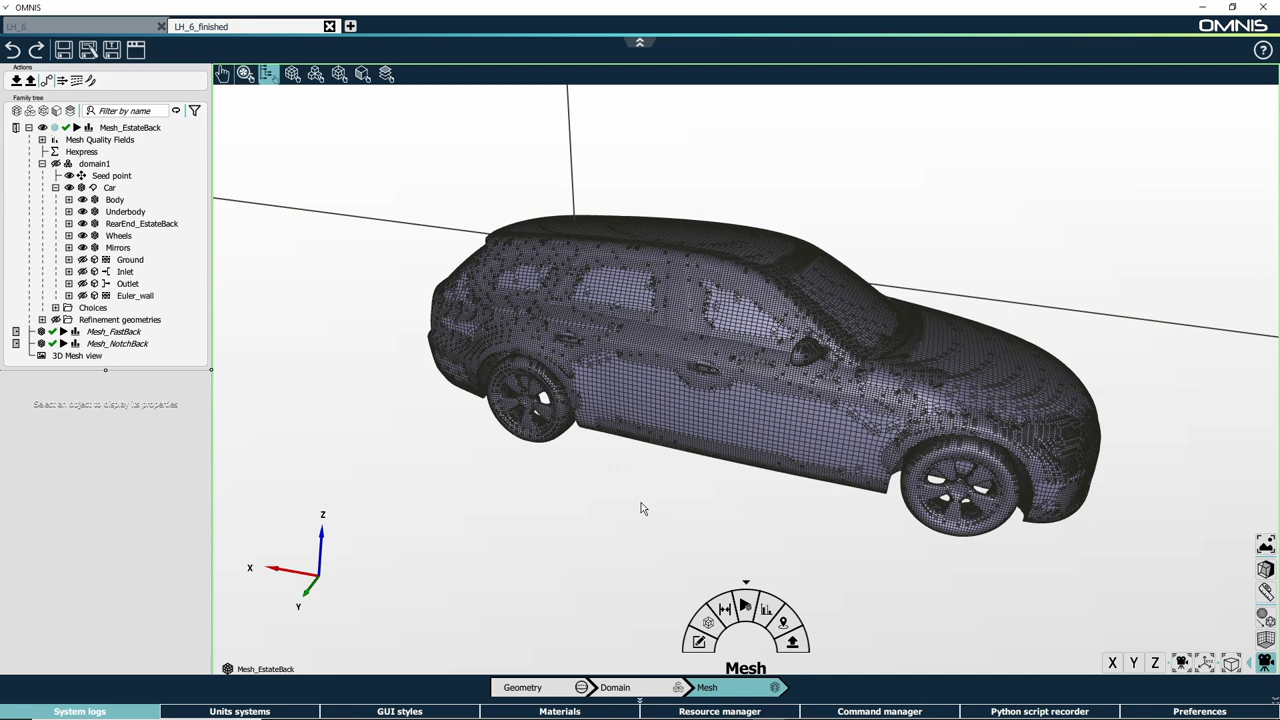 OMNIS
LH_6
LH_6_finished
OMNIS
Actions
Family tree
Filter by name
Mesh_EstateBack
Mesh Quality Fields
Hexpress
domain1
Seed point
Car
Body
Underbody
RearEnd_EstateBack
Wheels
Mirrors
Ground
Inlet
Outlet
Euler_wall
Choices
Refinement geometries
Mesh_FastBack
Mesh_NotchBack
3D Mesh view
Select an object to display its properties
Z
X
Y
Mesh
Mesh_EstateBack
X Y Z
Geometry
Domain
Mesh
System logs
Units systems
GUI styles
Materials
Resource manager
Command manager
Python script recorder
Preferences